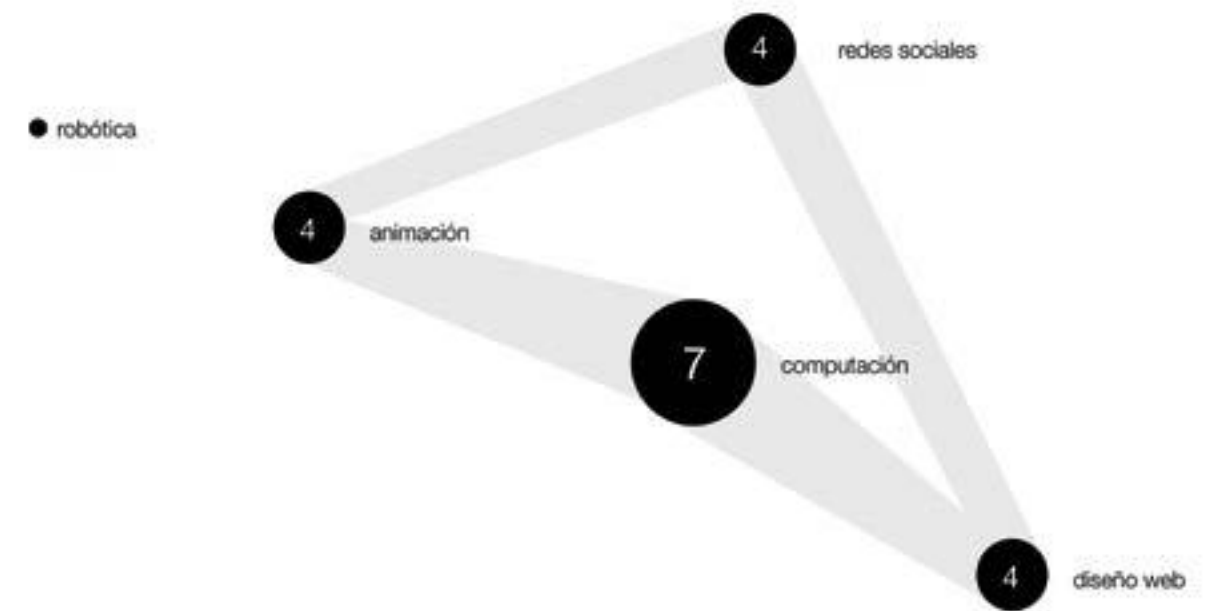 4 redes sociales
robótica
4 animación
7 computación
4 diseño web